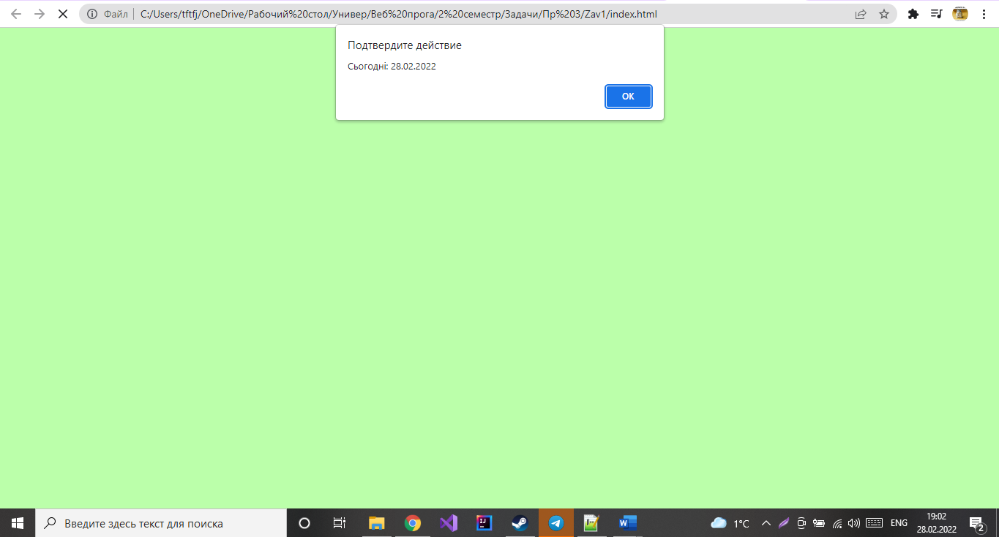 Файл
C:/Users/tftfj/OneDrive/Рабочий%20стол/Универ/Веб%20прога/2%20семестр/Задачи/Пр%203/Zav1/index.html
Подтвердите действие
Сьогодні: 28.02.2022
ОК
Введите здесь текст для поиска
1°C
ENG
19:02
28.02.2022
2